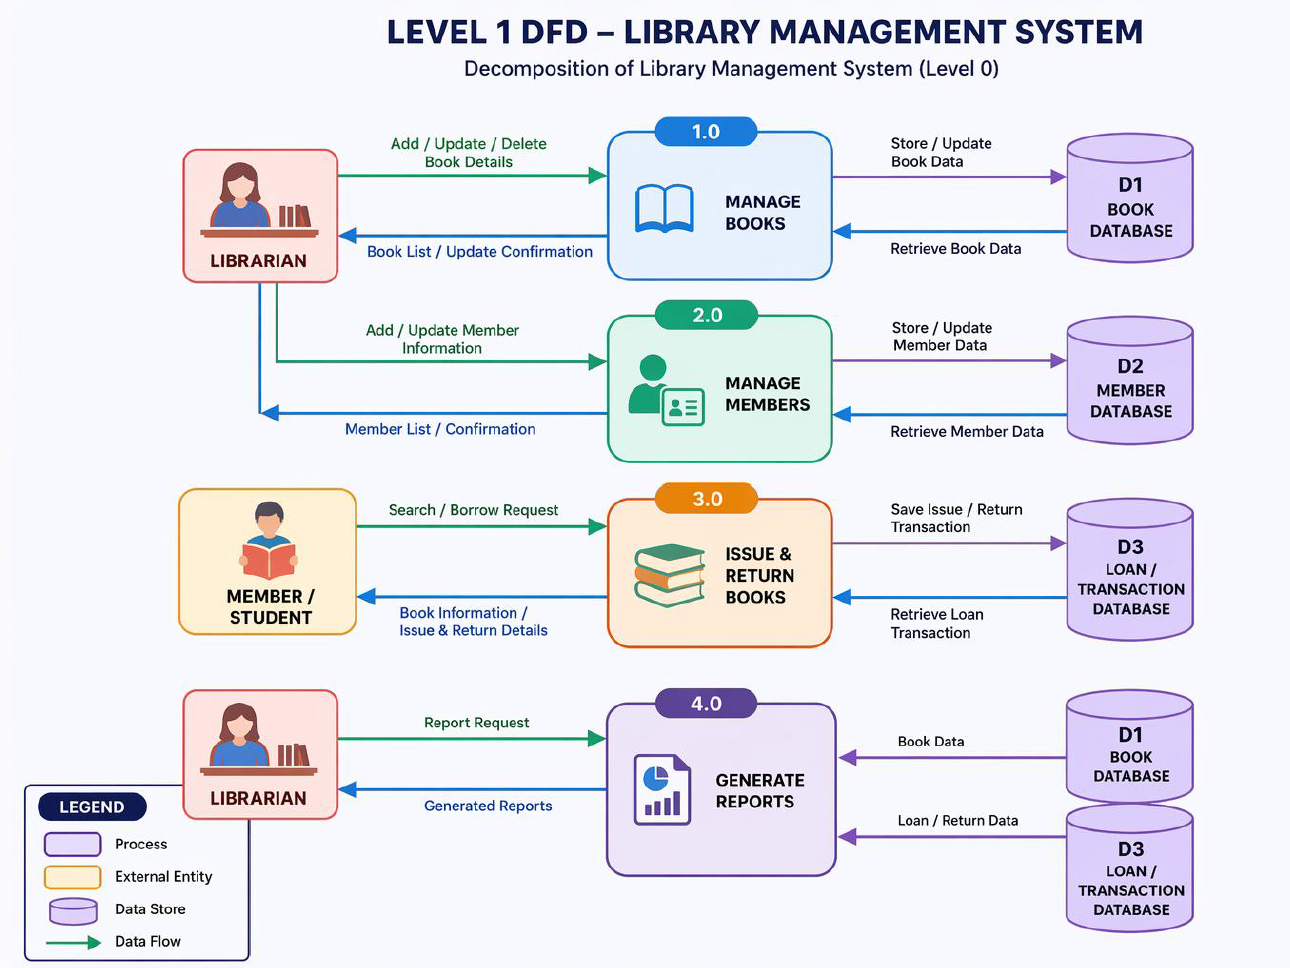 LEVEL 1 DFD – LIBRARY MANAGEMENT SYSTEM
Decomposition of Library Management System (Level 0)
LIBRARIAN
Add / Update / Delete
Book Details
Book List / Update Confirmation
1.0
MANAGE
BOOKS
Store / Update
Book Data
Retrieve Book Data
D1
BOOK
DATABASE
Add / Update Member
Information
Member List / Confirmation
2.0
MANAGE
MEMBERS
Store / Update
Member Data
Retrieve Member Data
D2
MEMBER
DATABASE
MEMBER /
STUDENT
Search / Borrow Request
Book Information /
Issue & Return Details
3.0
ISSUE &
RETURN
BOOKS
Save Issue / Return
Transaction
Retrieve Loan
Transaction
D3
LOAN /
TRANSACTION
DATABASE
LIBRARIAN
Report Request
Generated Reports
4.0
GENERATE
REPORTS
Book Data
Loan / Return Data
D1
BOOK
DATABASE
D3
LOAN /
TRANSACTION
DATABASE
LEGEND
Process
External Entity
Data Store
Data Flow